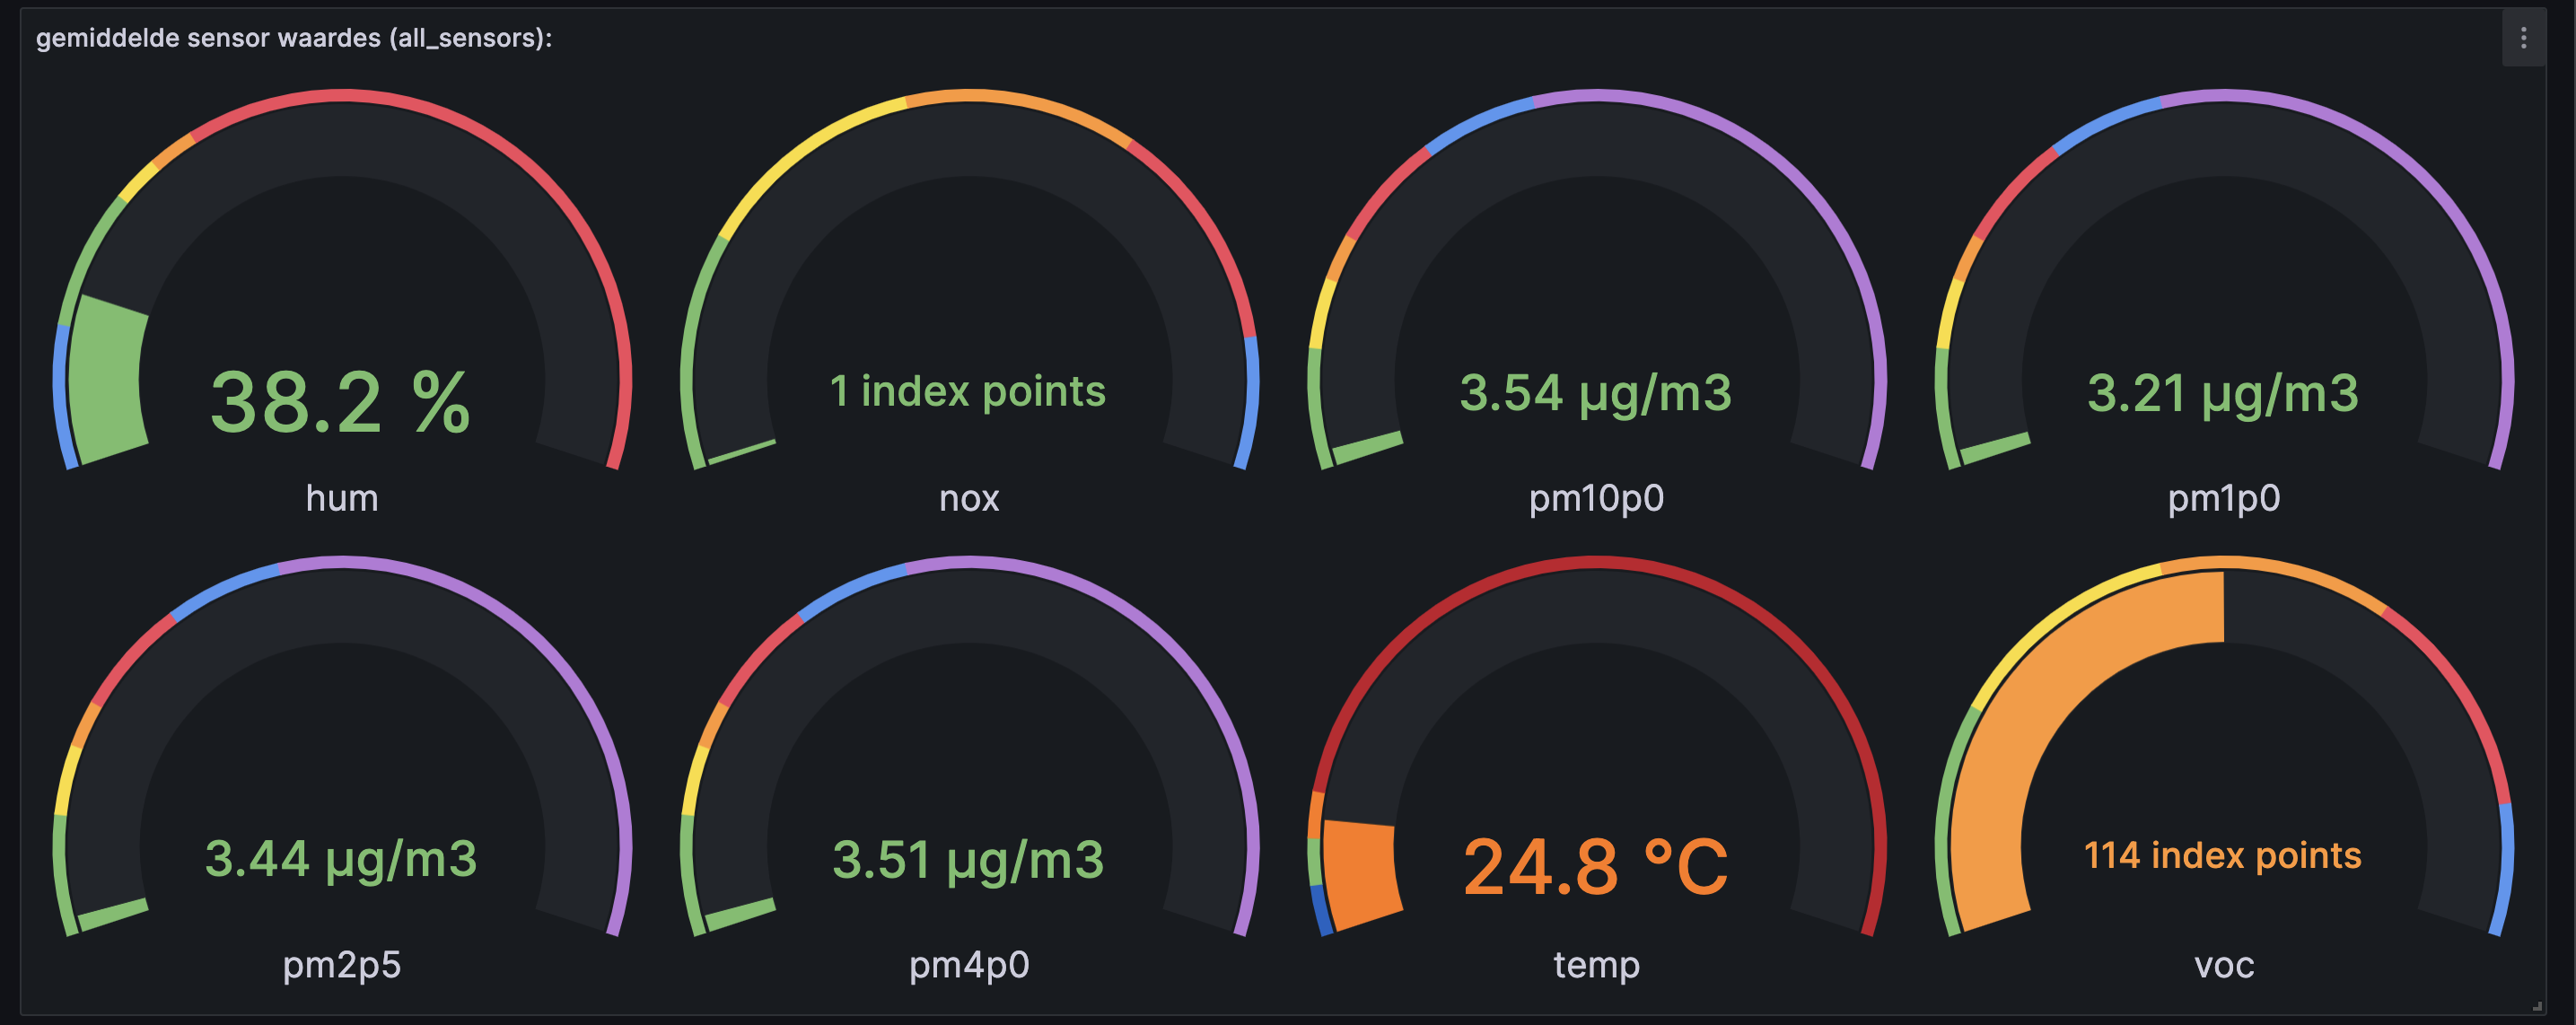 gemiddelde sensor waardes (all_sensors):
38.2 %
hum
1 index points
nox
3.54 µg/m3
pm10p0
3.21 µg/m3
pm1p0
3.44 µg/m3
pm2p5
3.51 µg/m3
pm4p0
24.8 °C
temp
114 index points
voc